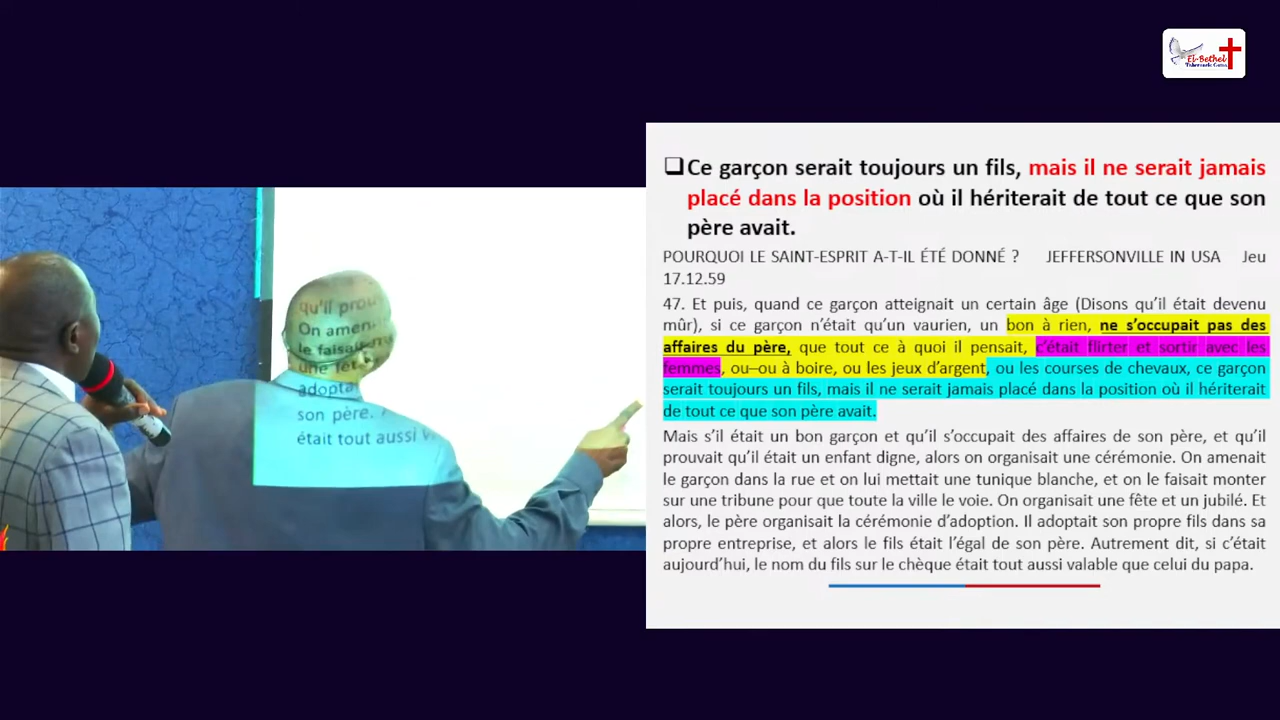 El-Bethel
❑Ce garçon serait toujours un fils, mais il ne serait jamais
placé dans la position où il hériterait de tout ce que son
père avait.
POURQUOI LE SAINT-ESPRIT A-T-IL ÉTÉ DONNÉ ? JEFFERSONVILLE IN USA Jeu
17.12.59
47. Et puis, quand ce garçon atteignait un certain âge (Disons qu’il était devenu
mûr), si ce garçon n’était qu’un vaurien, un bon à rien, ne s’occupait pas des
affaires du père, que tout ce à quoi il pensait, c’était flirter et sortir avec les
femmes, ou–ou à boire, ou les jeux d’argent, ou les courses de chevaux, ce garçon
serait toujours un fils, mais il ne serait jamais placé dans la position où il hériterait
de tout ce que son père avait.
Mais s’il était un bon garçon et qu’il s’occupait des affaires de son père, et qu’il
prouvait qu’il était un enfant digne, alors on organisait une cérémonie. On amenait
le garçon dans la rue et on lui mettait une tunique blanche, et on le faisait monter
sur une tribune pour que toute la ville le voie. On organisait une fête et un jubilé. Et
alors, le père organisait la cérémonie d’adoption. Il adoptait son propre fils dans sa
propre entreprise, et alors le fils était l’égal de son père. Autrement dit, si c’était
aujourd’hui, le nom du fils sur le chèque était tout aussi valable que celui du papa.
qu'il prou
On amen
le faisai
une fêt
adopta
son père.
était tout aussi v